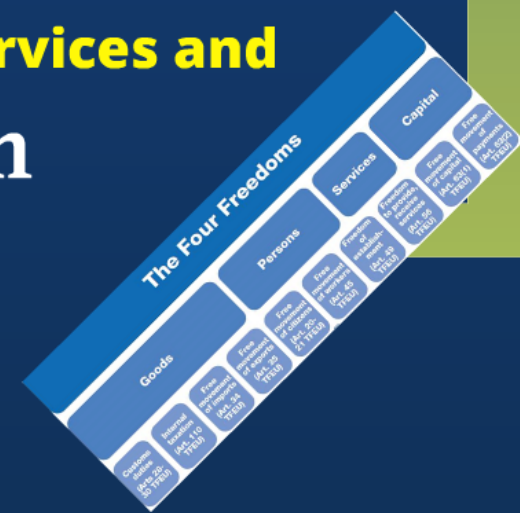 rvices and
n
The Four Freedoms
Goods
Persons
Services
Capital
Customs
duties
(Arts 20-
30 TFEU)
Internal
taxation
(Art. 110
TFEU)
Free
movement
of imports
(Art. 34
TFEU)
Free
movement
of exports
(Art. 35
TFEU)
Free
movement
of citizens
(Art. 20-
21 TFEU)
Free
movement
of workers
(Art. 45
TFEU)
Freedom
of
establish-
ment
(Art. 49
TFEU)
Freedom
to provide,
receive
services
(Art. 56
TFEU)
Free
movement
of capital
(Art. 63(1)
TFEU)
Free
movement
of
payments
(Art. 63(2)
TFEU)